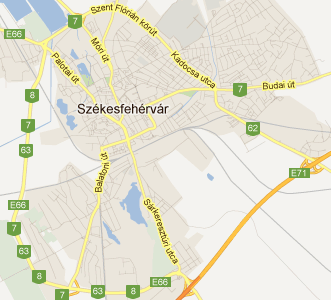 Szent Flórián körút
7
E66
Móri út
Palotai út
Kadocsa utca
Budai út
7
8
Székesfehérvár
7
62
63
Balatoni út
E71
Sárkeresztúri utca
E66
7
63
63
8
8
E66